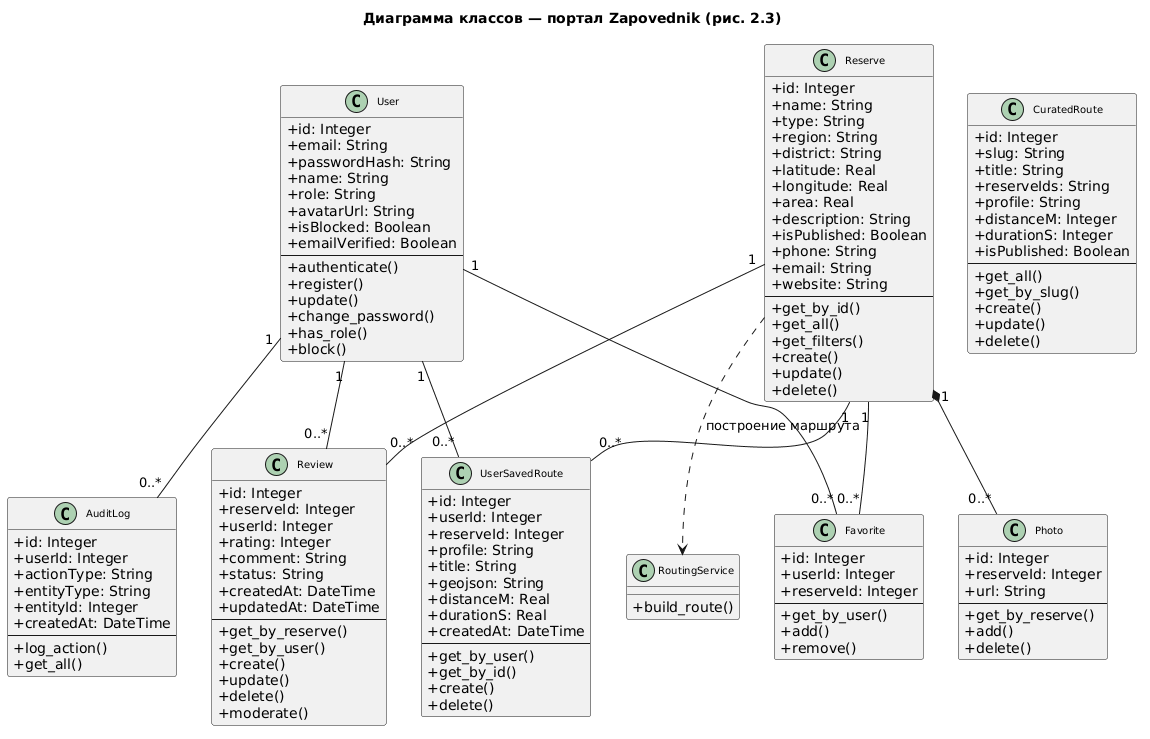 Диаграмма классов — портал Zapovednik (рис. 2.3)
C User
+id: Integer
+email: String
+passwordHash: String
+name: String
+role: String
+avatarUrl: String
+isBlocked: Boolean
+emailVerified: Boolean
+authenticate()
+register()
+update()
+change_password()
+has_role()
+block()
C Reserve
+id: Integer
+name: String
+type: String
+region: String
+district: String
+latitude: Real
+longitude: Real
+area: Real
+description: String
+isPublished: Boolean
+phone: String
+email: String
+website: String
+get_by_id()
+get_all()
+get_filters()
+create()
+update()
+delete()
C CuratedRoute
+id: Integer
+slug: String
+title: String
+reserveIds: String
+profile: String
+distanceM: Integer
+durationS: Integer
+isPublished: Boolean
+get_all()
+get_by_slug()
+create()
+update()
+delete()
1
1
1
1
1
1
1
1
построение маршрута
0..*
0..*
0..*
0..*
0..*
0..*
0..*
0..*
C AuditLog
+id: Integer
+userId: Integer
+actionType: String
+entityType: String
+entityId: Integer
+createdAt: DateTime
+log_action()
+get_all()
C Review
+id: Integer
+reserveId: Integer
+userId: Integer
+rating: Integer
+comment: String
+status: String
+createdAt: DateTime
+updatedAt: DateTime
+get_by_reserve()
+get_by_user()
+create()
+update()
+delete()
+moderate()
C UserSavedRoute
+id: Integer
+userId: Integer
+reserveId: Integer
+profile: String
+title: String
+geojson: String
+distanceM: Real
+durationS: Real
+createdAt: DateTime
+get_by_user()
+get_by_id()
+create()
+delete()
C RoutingService
+build_route()
C Favorite
+id: Integer
+userId: Integer
+reserveId: Integer
+get_by_user()
+add()
+remove()
C Photo
+id: Integer
+reserveId: Integer
+url: String
+get_by_reserve()
+add()
+delete()